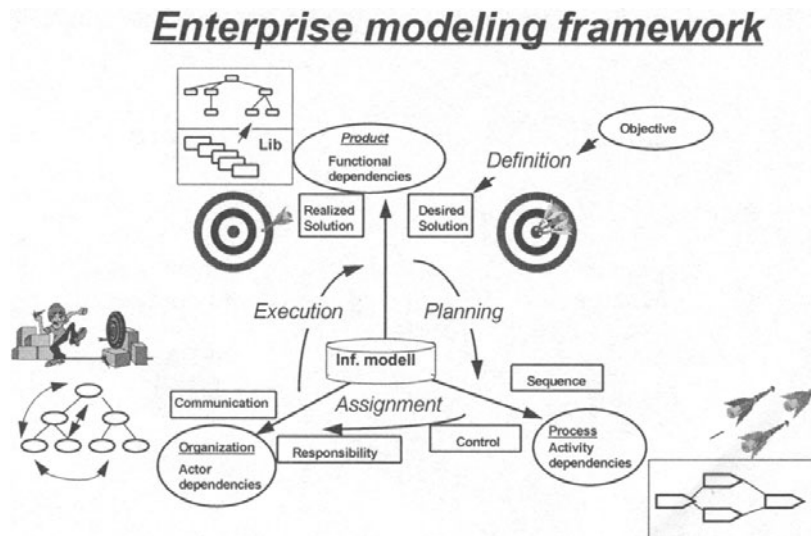 Enterprise modeling framework
Lib
Product
Functional
dependencies
Objective
Definition
Realized
Solution
Desired
Solution
Execution
Planning
Inf. modell
Sequence
Communication
Assignment
Organization
Actor
dependencies
Responsibility
Control
Process
Activity
dependencies